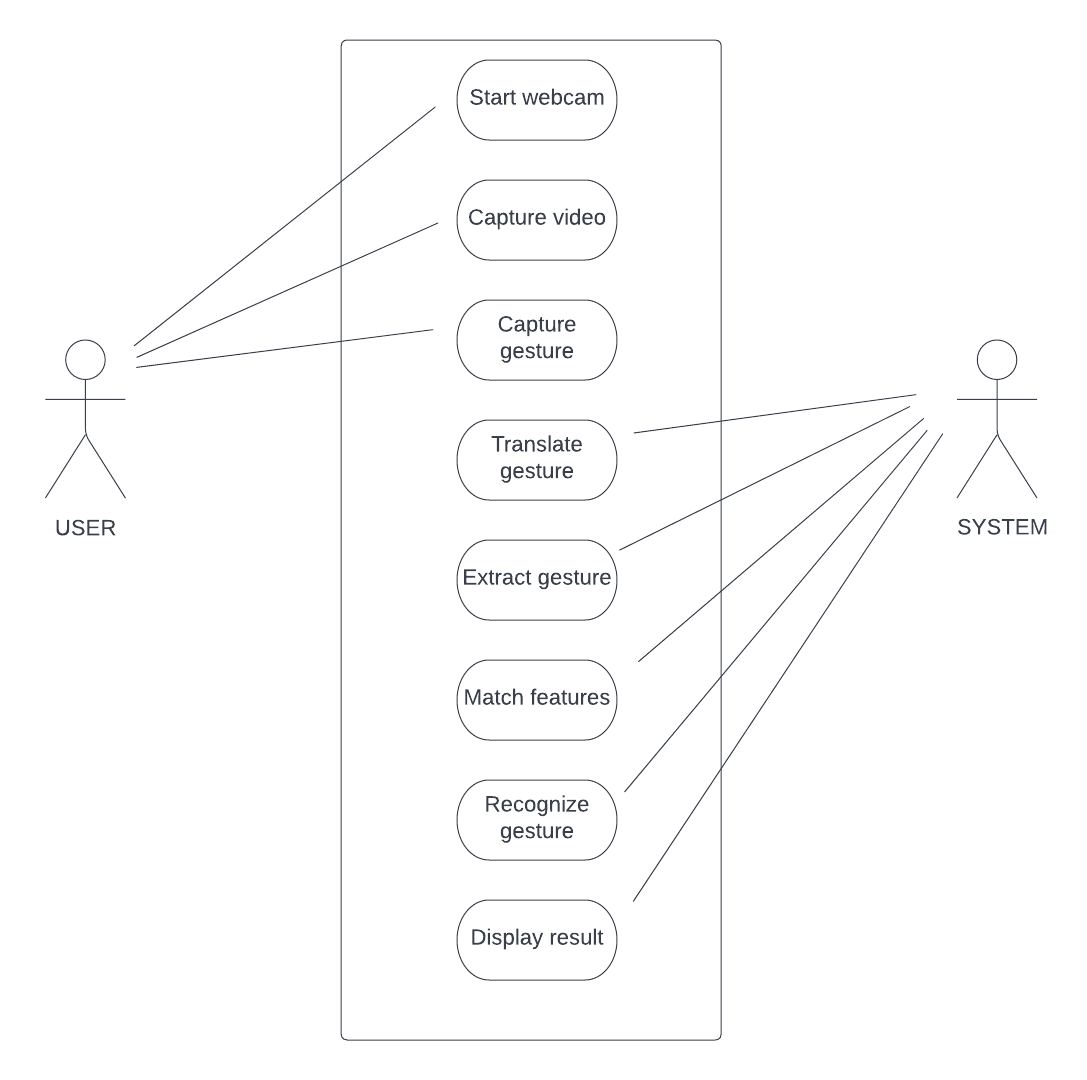 Start webcam
Capture video
Capture
gesture
Translate
gesture
Extract gesture
Match features
Recognize
gesture
Display result
USER
SYSTEM